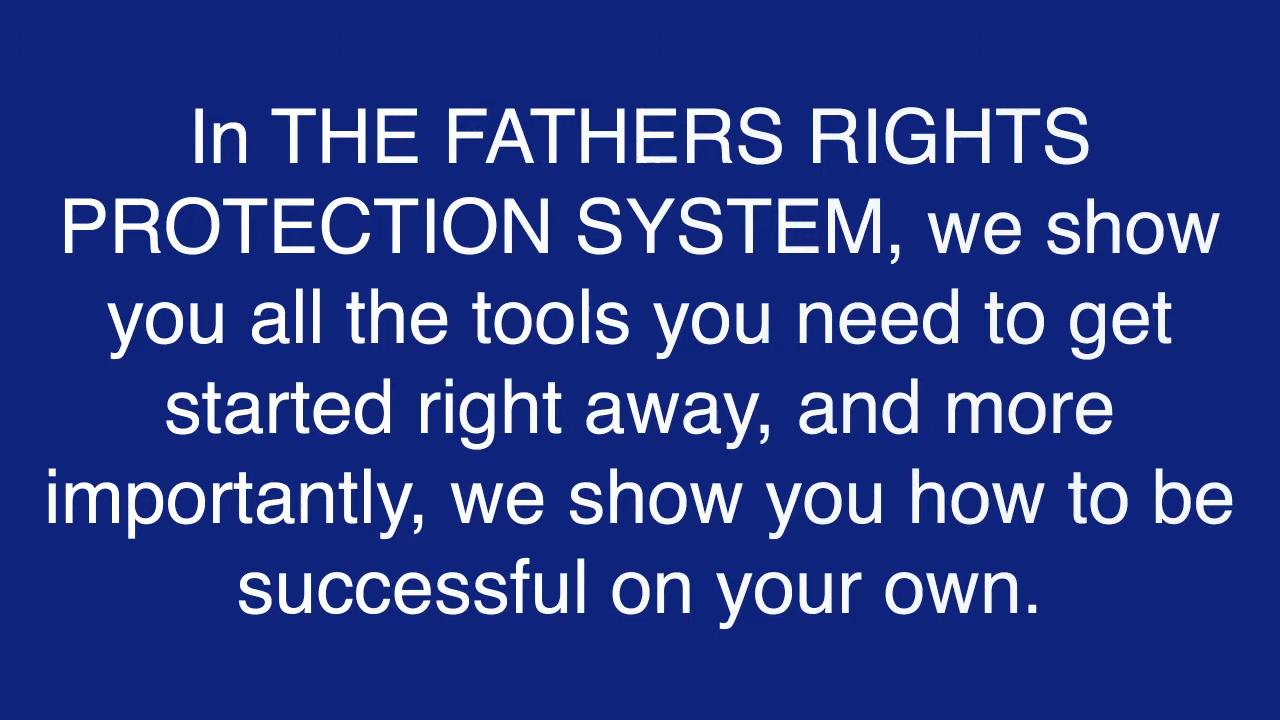 In THE FATHERS RIGHTS
PROTECTION SYSTEM, we show
you all the tools you need to get
started right away, and more
importantly, we show you how to be
successful on your own.